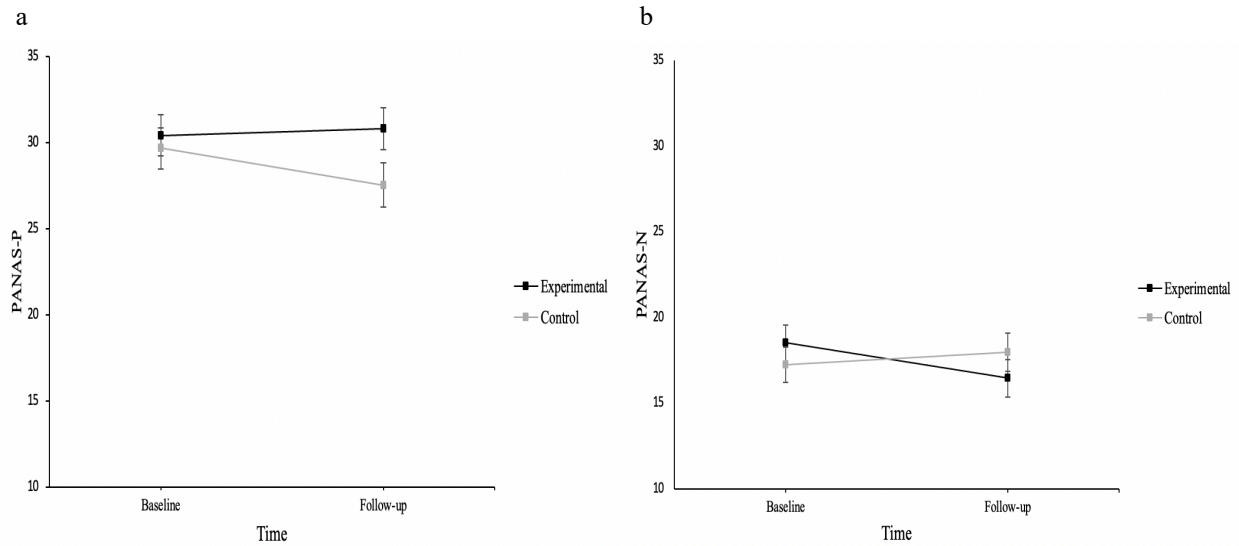 a
35
30
25
20
15
10
PANAS-P
Baseline
Follow-up
Time
Experimental
Control
b
35
30
25
20
15
10
PANAS-N
Baseline
Follow-up
Time
Experimental
Control